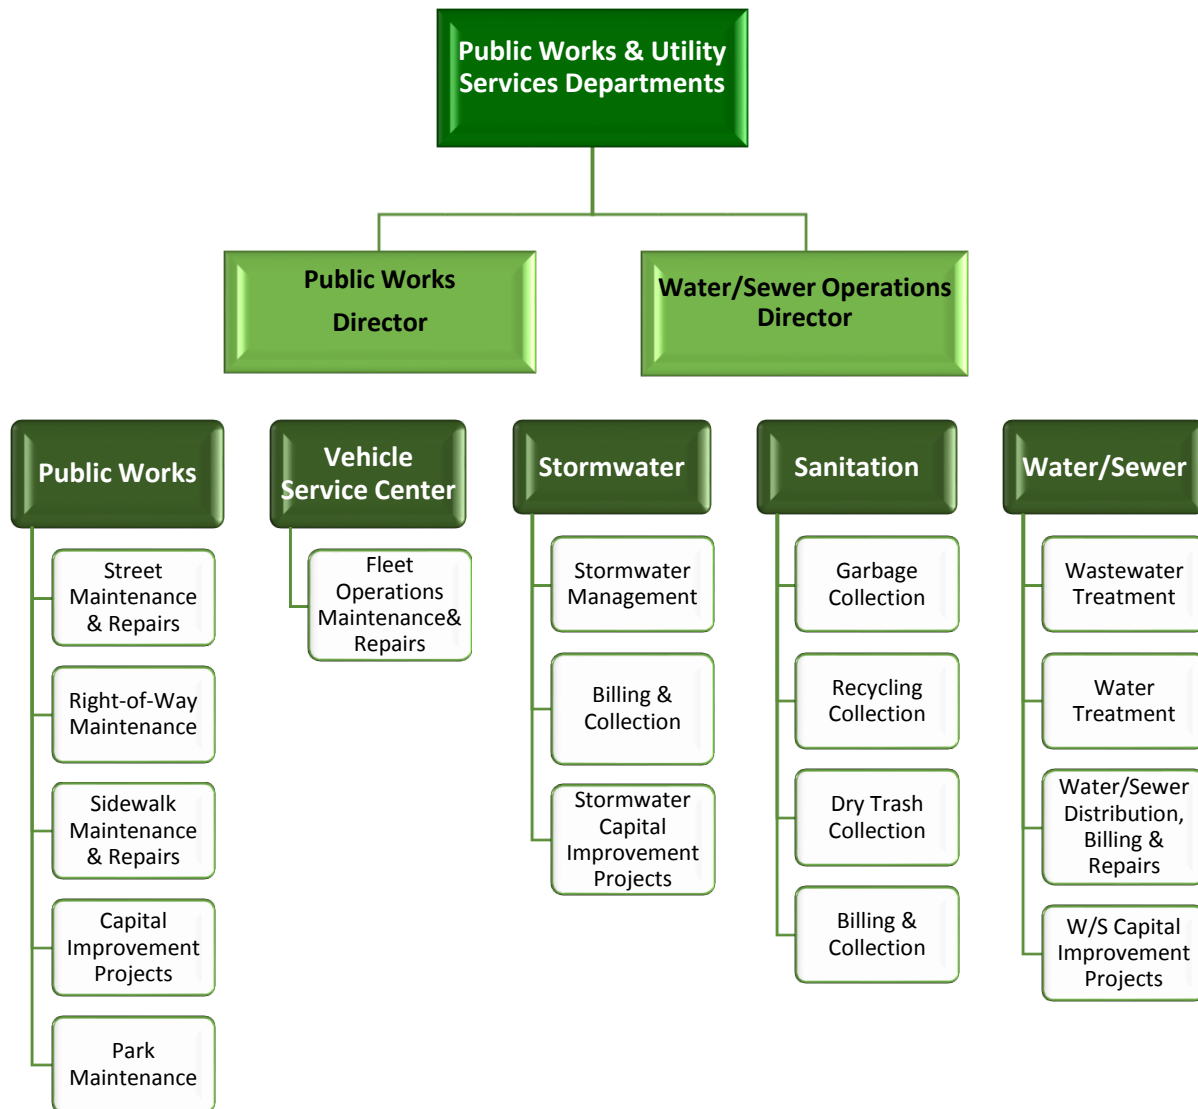 Public Works & Utility
Services Departments
Public Works
Director
Water/Sewer Operations
Director
Public Works
Street
Maintenance
& Repairs
Right-of-Way
Maintenance
Sidewalk
Maintenance
& Repairs
Capital
Improvement
Projects
Park
Maintenance
Vehicle
Service Center
Fleet
Operations
Maintenance&
Repairs
Stormwater
Stormwater
Management
Billing &
Collection
Stormwater
Capital
Improvement
Projects
Sanitation
Garbage
Collection
Recycling
Collection
Dry Trash
Collection
Billing &
Collection
Water/Sewer
Wastewater
Treatment
Water
Treatment
Water/Sewer
Distribution,
Billing &
Repairs
W/S Capital
Improvement
Projects